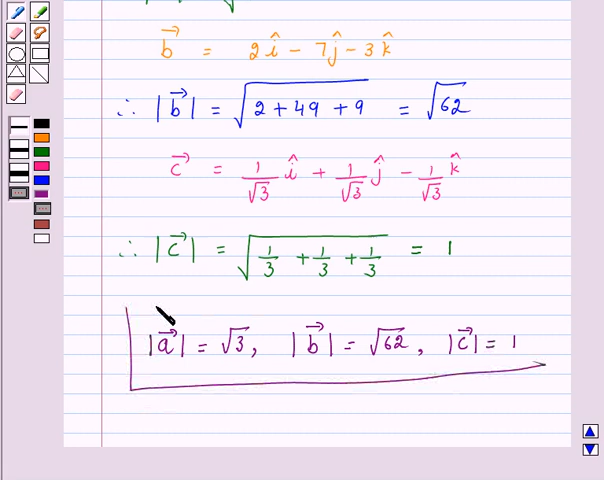 b⃗ = 2î - 7ĵ - 3k̂
∴ |b⃗| = √(2 + 49 + 9) = √62
c⃗ = 1/√3 î + 1/√3 ĵ - 1/√3 k̂
∴ |c⃗| = √(1/3 + 1/3 + 1/3) = 1
|a⃗| = √3, |b⃗| = √62, |c⃗| = 1